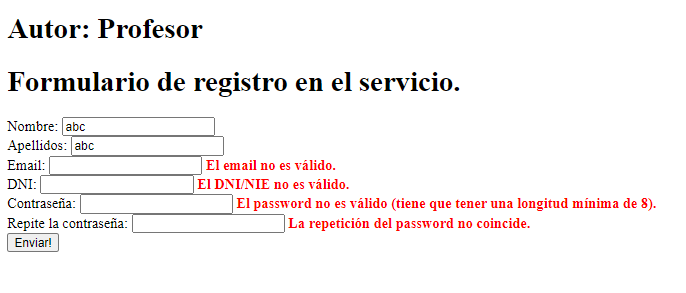 Autor: Profesor
Formulario de registro en el servicio.
Nombre: abc
Apellidos: abc
Email: El email no es válido.
DNI: El DNI/NIE no es válido.
Contraseña: El password no es válido (tiene que tener una longitud mínima de 8).
Repite la contraseña: La repetición del password no coincide.
Enviar!